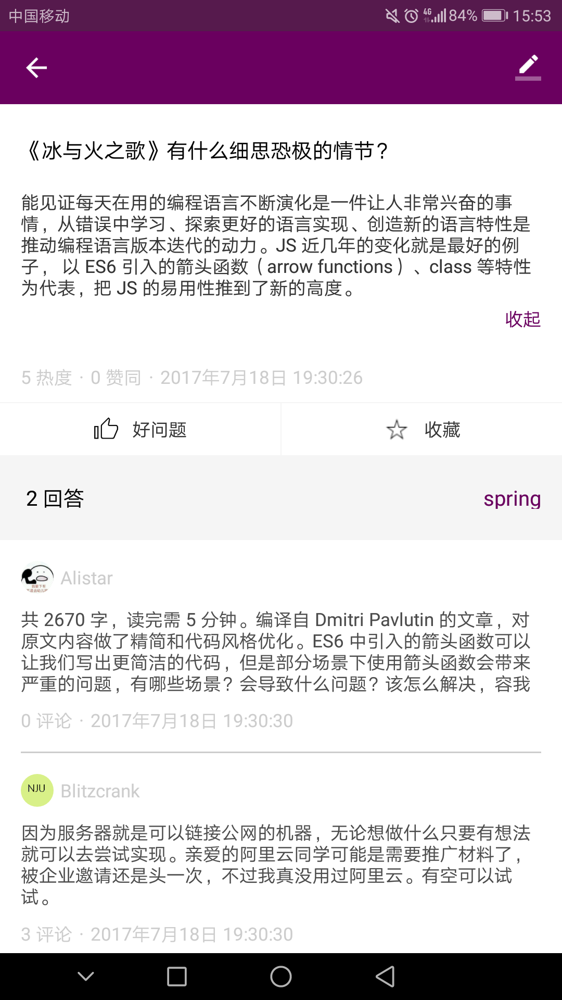 中国移动
4G 84% 15:53
《冰与火之歌》有什么细思恐极的情节？
能见证每天在用的编程语言不断演化是一件让人非常兴奋的事
情，从错误中学习、探索更好的语言实现、创造新的语言特性是
推动编程语言版本迭代的动力。JS 近几年的变化就是最好的例
子， 以 ES6 引入的箭头函数（arrow functions）、class 等特性
为代表，把 JS 的易用性推到了新的高度。
收起
5 热度 · 0 赞同 · 2017年7月18日 19:30:26
好问题 收藏
2 回答 spring
Alistar
共 2670 字，读完需 5 分钟。编译自 Dmitri Pavlutin 的文章，对
原文内容做了精简和代码风格优化。ES6 中引入的箭头函数可以
让我们写出更简洁的代码，但是部分场景下使用箭头函数会带来
严重的问题，有哪些场景？会导致什么问题？该怎么解决，容我
0 评论 · 2017年7月18日 19:30:30
NJU Blitzcrank
因为服务器就是可以链接公网的机器，无论想做什么只要有想法
就可以去尝试实现。亲爱的阿里云同学可能是需要推广材料了，
被企业邀请还是头一次，不过我真没用过阿里云。有空可以试
试。
3 评论 · 2017年7月18日 19:30:30